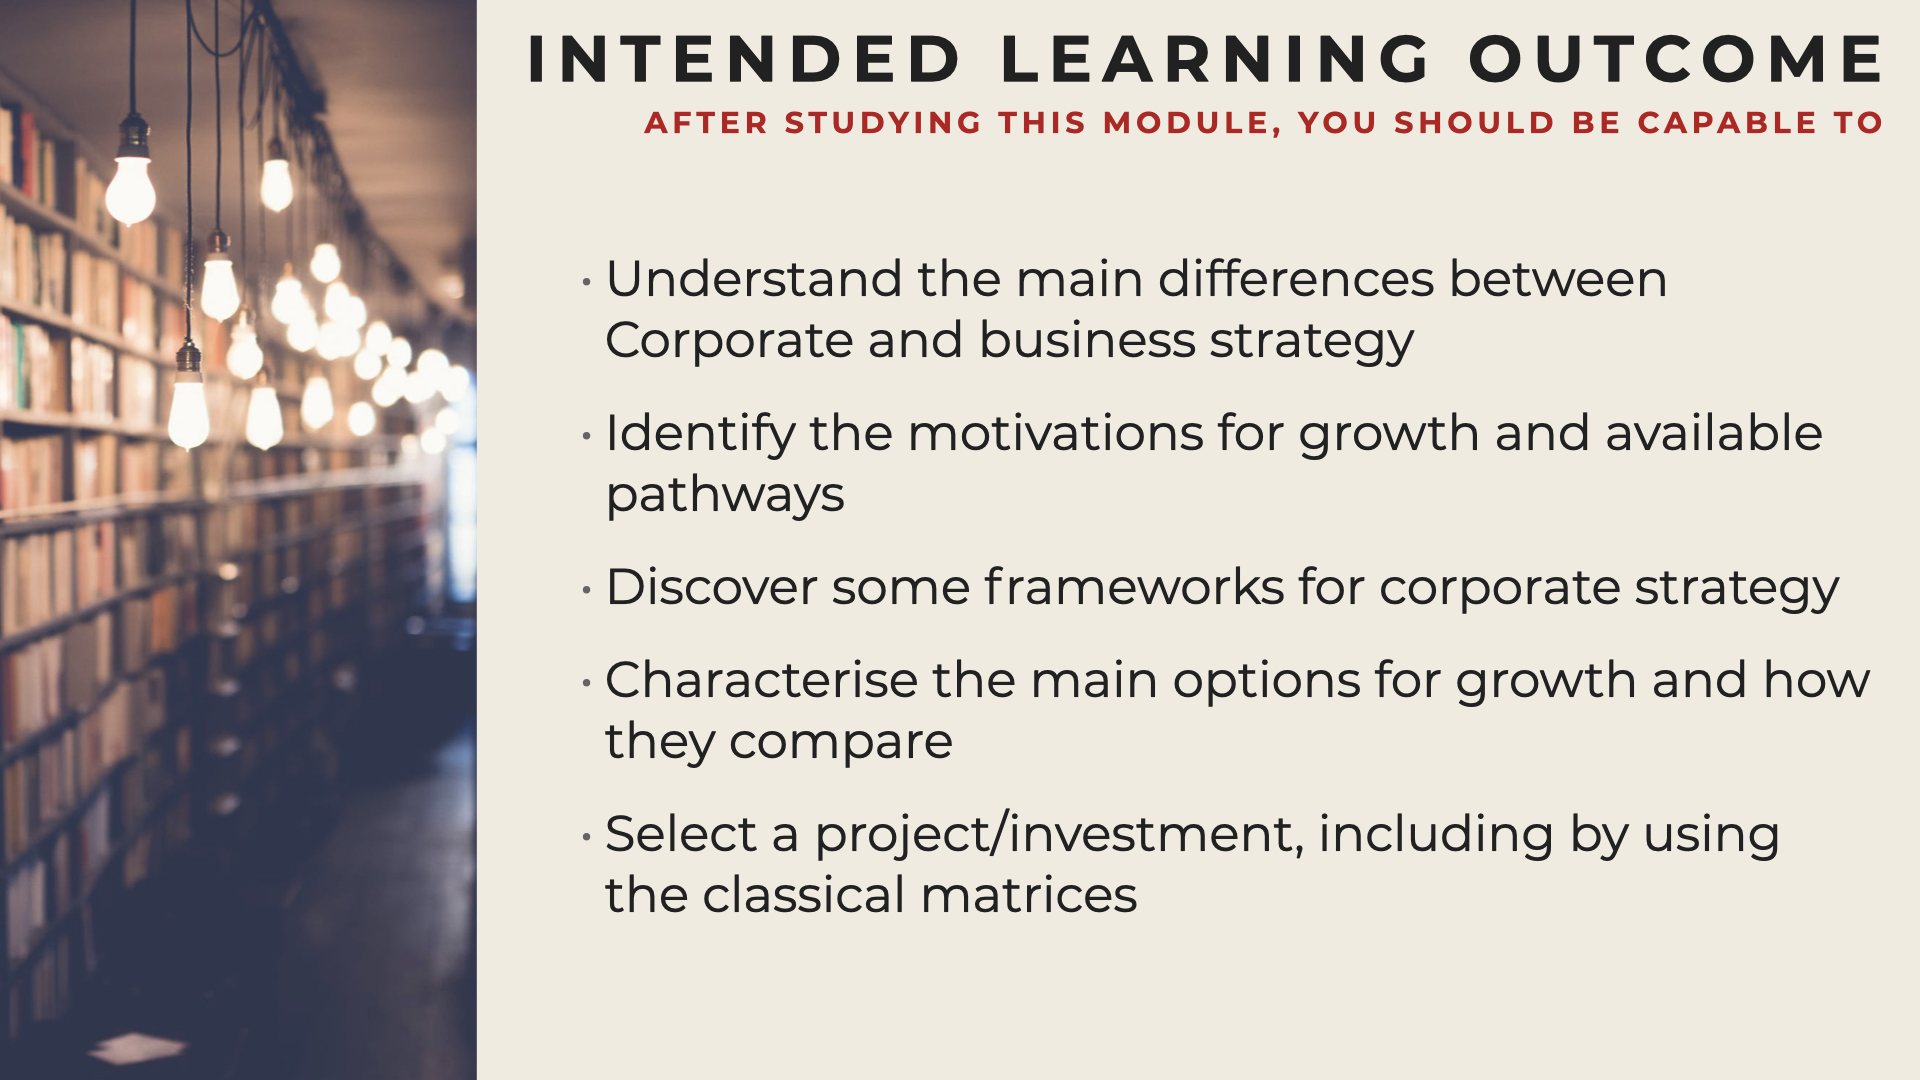 INTENDED LEARNING OUTCOME
AFTER STUDYING THIS MODULE, YOU SHOULD BE CAPABLE TO
• Understand the main differences between
Corporate and business strategy
• Identify the motivations for growth and available
pathways
• Discover some frameworks for corporate strategy
• Characterise the main options for growth and how
they compare
• Select a project/investment, including by using
the classical matrices